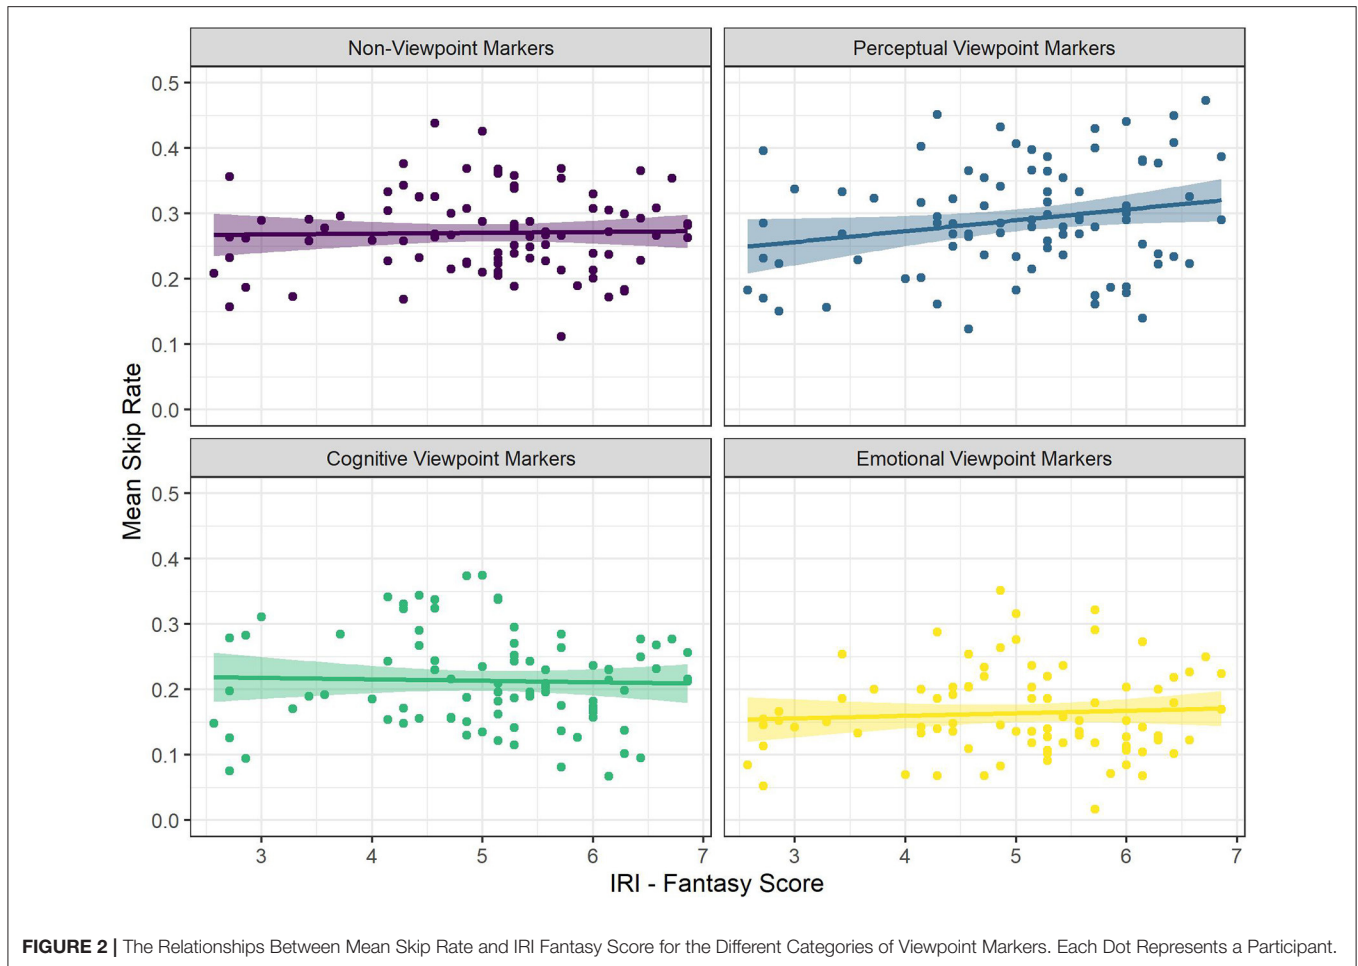 Non-Viewpoint Markers
Perceptual Viewpoint Markers
0.5
0.4
0.3
0.2
0.1
0.0
Mean Skip Rate
Cognitive Viewpoint Markers
Emotional Viewpoint Markers
0.5
0.4
0.3
0.2
0.1
0.0
3 4 5 6 7 3 4 5 6 7
IRI - Fantasy Score
FIGURE 2 | The Relationships Between Mean Skip Rate and IRI Fantasy Score for the Different Categories of Viewpoint Markers. Each Dot Represents a Participant.